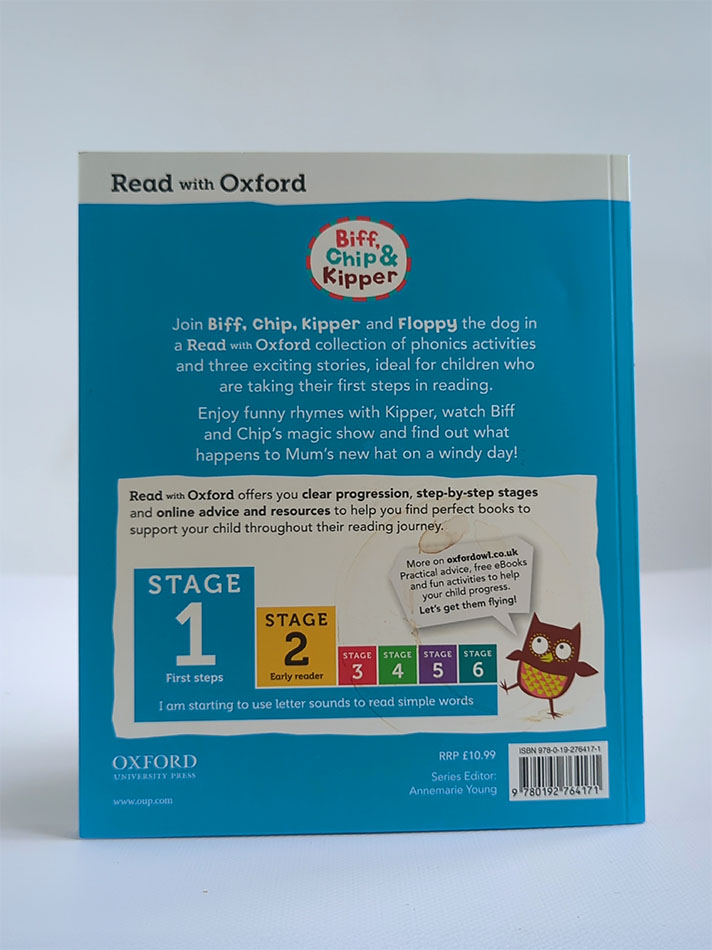 Read with Oxford
Biff,
Chip &
Kipper
Join Biff, Chip, Kipper and Floppy the dog in
a Read with Oxford collection of phonics activities
and three exciting stories, ideal for children who
are taking their first steps in reading.
Enjoy funny rhymes with Kipper, watch Biff
and Chip's magic show and find out what
happens to Mum's new hat on a windy day!
Read with Oxford offers you clear progression, step-by-step stages
and online advice and resources to help you find perfect books to
support your child throughout their reading journey.
More on oxfordowl.co.uk
Practical advice, free eBooks
and fun activities to help
your child progress.
Let's get them flying!
STAGE
1
First steps
STAGE
2
Early reader
STAGE
3
STAGE
4
STAGE
5
STAGE
6
I am starting to use letter sounds to read simple words
OXFORD
UNIVERSITY PRESS
www.oup.com
RRP £10.99
Series Editor:
Annemarie Young
ISBN 978-0-19-276417-1
9 780192 764171